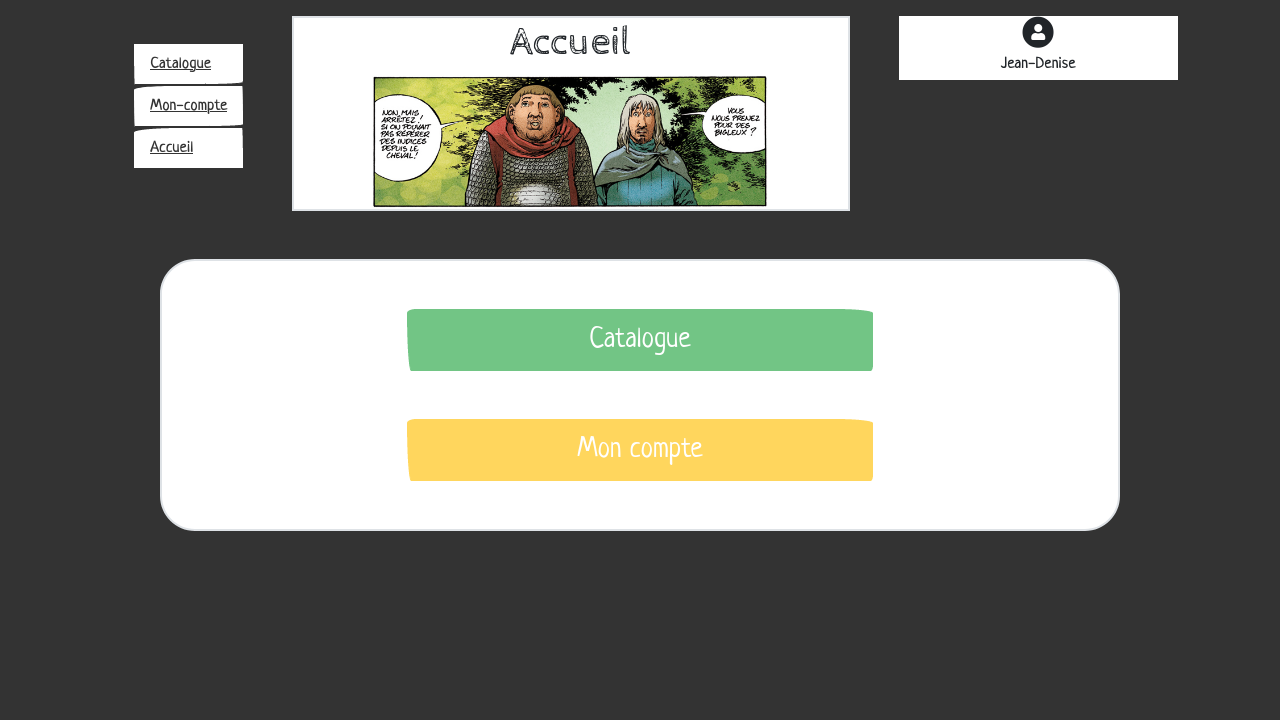 Catalogue
Mon-compte
Accueil
Accueil
NON, MAIS
ARRÊTEZ !
SI ON POUVAIT
PAS REPÉRER
DES INDICES
DEPUIS LE
CHEVAL !
VOUS
NOUS PRENEZ
POUR DES
BIGLEUX ?
Jean-Denise
Catalogue
Mon compte